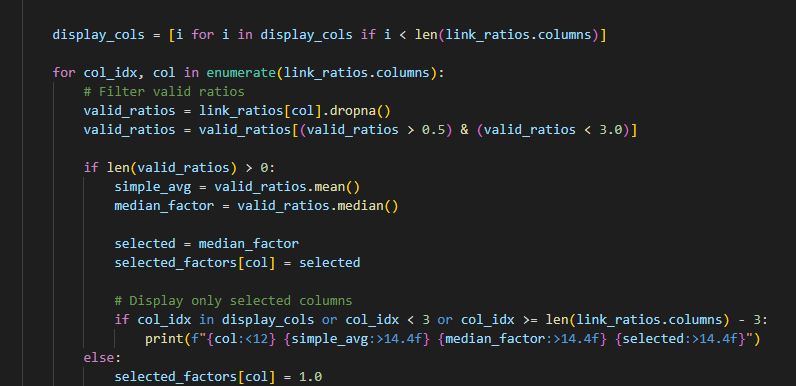 display_cols = [i for i in display_cols if i < len(link_ratios.columns)]
for col_idx, col in enumerate(link_ratios.columns):
# Filter valid ratios
valid_ratios = link_ratios[col].dropna()
valid_ratios = valid_ratios[(valid_ratios > 0.5) & (valid_ratios < 3.0)]
if len(valid_ratios) > 0:
simple_avg = valid_ratios.mean()
median_factor = valid_ratios.median()
selected = median_factor
selected_factors[col] = selected
# Display only selected columns
if col_idx in display_cols or col_idx < 3 or col_idx >= len(link_ratios.columns) - 3:
print(f"{col:<12} {simple_avg:>14.4f} {median_factor:>14.4f} {selected:>14.4f}")
else:
selected_factors[col] = 1.0